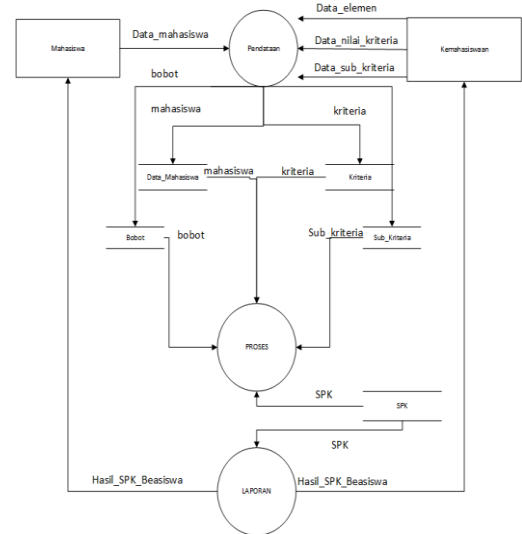 Data_elemen
Mahasiswa
Data_mahasiswa
Pendataan
Data_nilai_kriteria
Kemahasiswaan
Data_sub_kriteria
bobot
mahasiswa
kriteria
Data_Mahasiswa
mahasiswa
kriteria
Kriteria
Bobot
bobot
Sub_kriteria
Sub_Kriteria
PROSES
SPK
SPK
SPK
Hasil_SPK_Beasiswa
LAPORAN
Hasil_SPK_Beasiswa